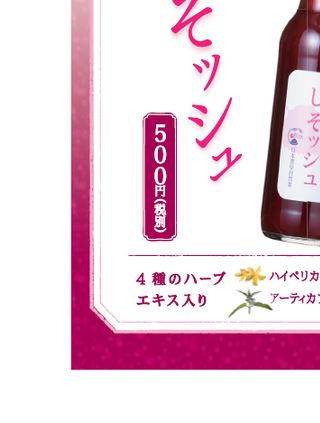 そッシュ
しそッシュ
500円(税別)
4種のハーブ
エキス入り
ハイペリカ
アーティカ